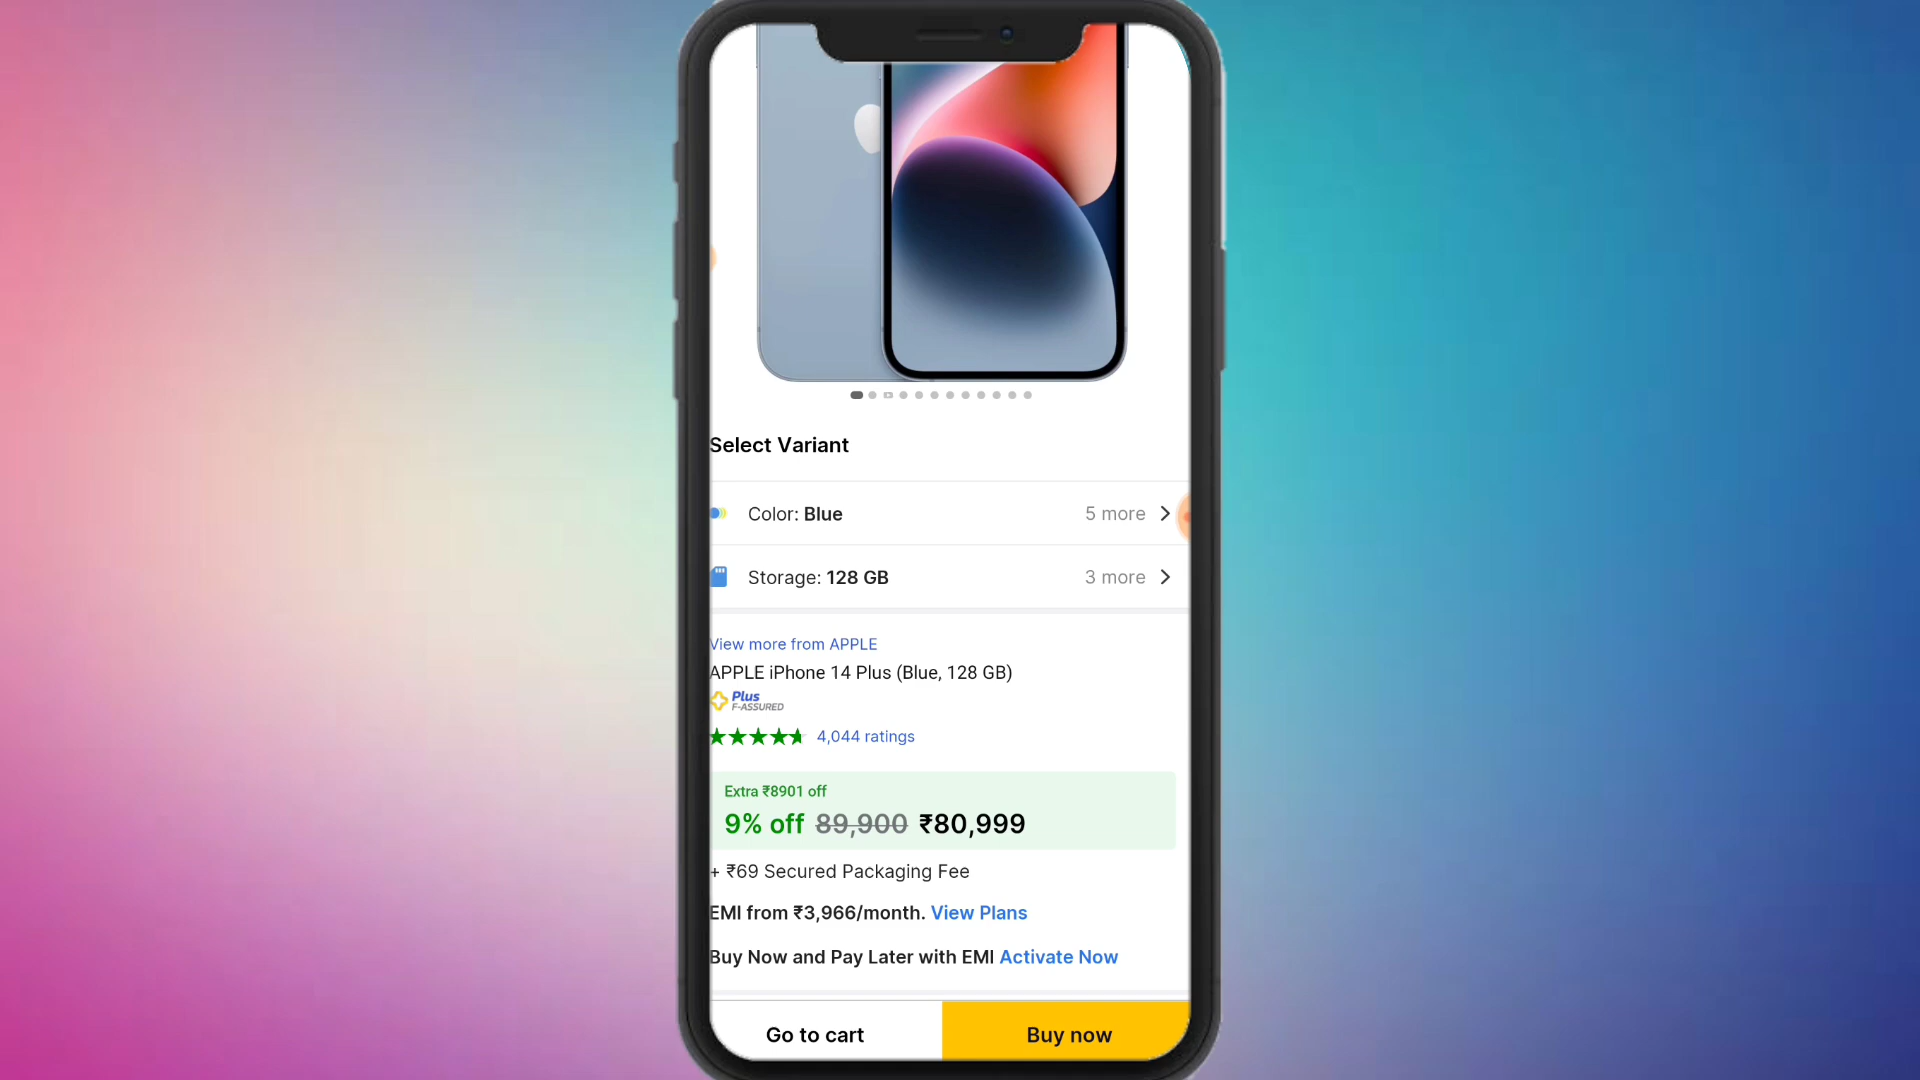 Select Variant
Color: Blue 5 more
Storage: 128 GB 3 more
View more from APPLE
APPLE iPhone 14 Plus (Blue, 128 GB)
Plus
F-ASSURED
4,044 ratings
Extra ₹8901 off
9% off 89,900 ₹80,999
+ ₹69 Secured Packaging Fee
EMI from ₹3,966/month. View Plans
Buy Now and Pay Later with EMI Activate Now
Go to cart Buy now